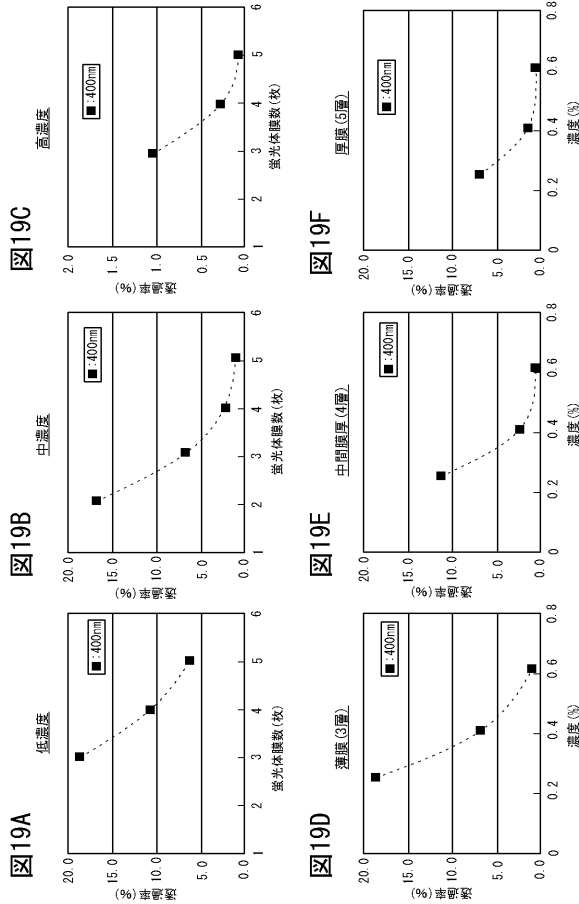 図19A
低濃度
■:400nm
20.0
15.0
10.0
5.0
0.0
透過率(%)
1 2 3 4 5 6
蛍光体膜数(枚)
図19B
中濃度
■:400nm
20.0
15.0
10.0
5.0
0.0
透過率(%)
1 2 3 4 5 6
蛍光体膜数(枚)
図19C
高濃度
■:400nm
20.0
15.0
1.0
0.5
0.0
透過率(%)
1 2 3 4 5 6
蛍光体膜数(枚)
図19D
薄膜(3層)
■:400nm
20.0
15.0
10.0
5.0
0.0
透過率(%)
0 0.2 0.4 0.6 0.8
濃度(%)
図19E
中間膜厚(4層)
■:400nm
20.0
15.0
10.0
5.0
0.0
透過率(%)
0 0.2 0.4 0.6 0.8
濃度(%)
図19F
厚膜(5層)
■:400nm
20.0
15.0
10.0
5.0
0.0
透過率(%)
0 0.2 0.4 0.6 0.8
濃度(%)